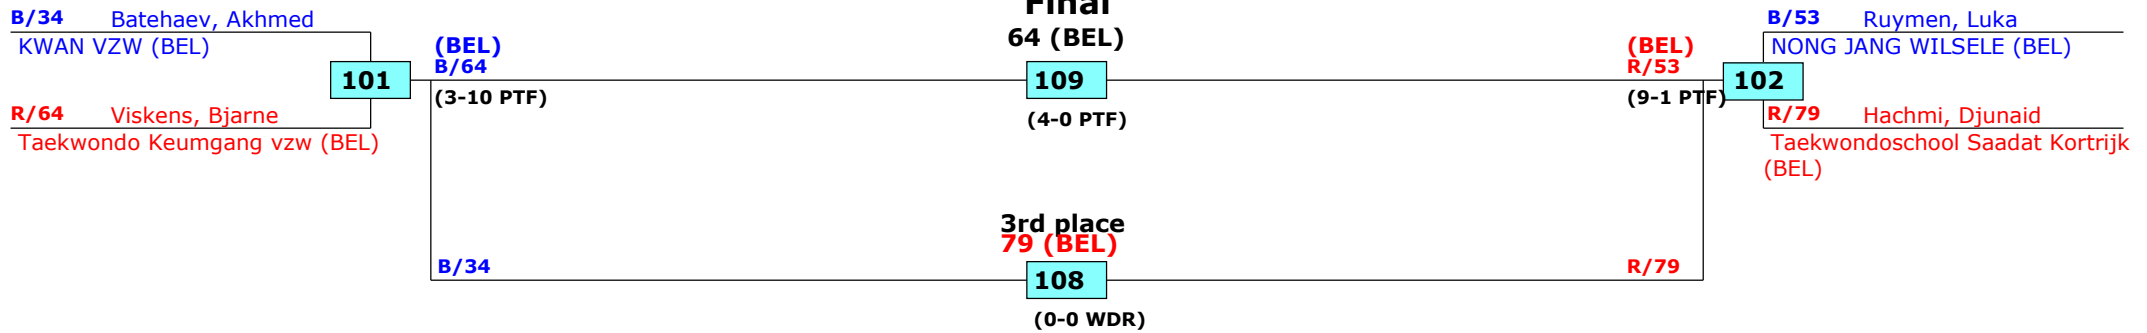 B/34 Batehaev, Akhmed
KWAN VZW (BEL)
101
R/64 Viskens, Bjarne
Taekwondo Keumgang vzw (BEL)
(BEL)
B/64
(3-10 PTF)
Final
64 (BEL)
109
(4-0 PTF)
(BEL)
R/53
(9-1 PTF)
B/53 Ruymen, Luka
NONG JANG WILSELE (BEL)
102
R/79 Hachmi, Djunaid
Taekwondoschool Saadat Kortrijk
(BEL)
3rd place
79 (BEL)
B/34
108
R/79
(0-0 WDR)